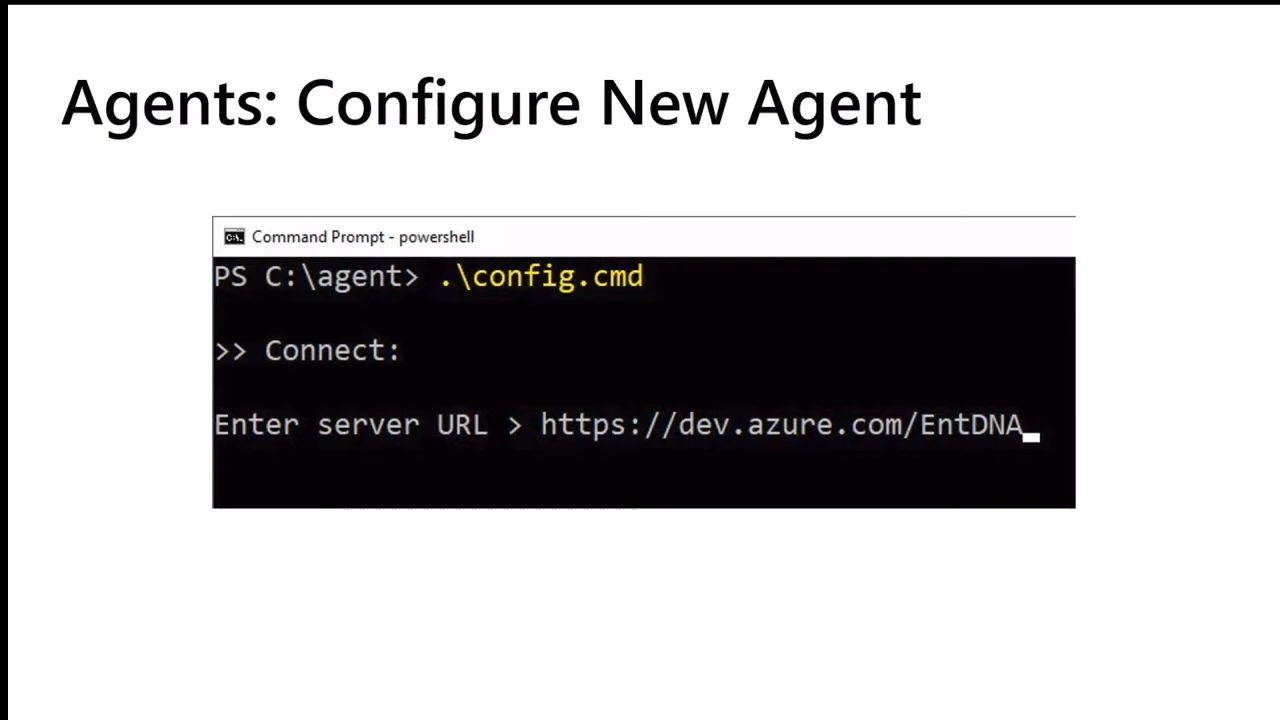 Agents: Configure New Agent
Command Prompt - powershell
PS C:\agent> .\config.cmd
>> Connect:
Enter server URL > https://dev.azure.com/EntDNA_